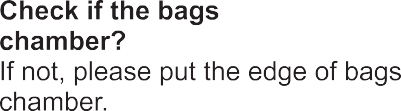 Check if the bags
chamber?
If not, please put the edge of bags
chamber.